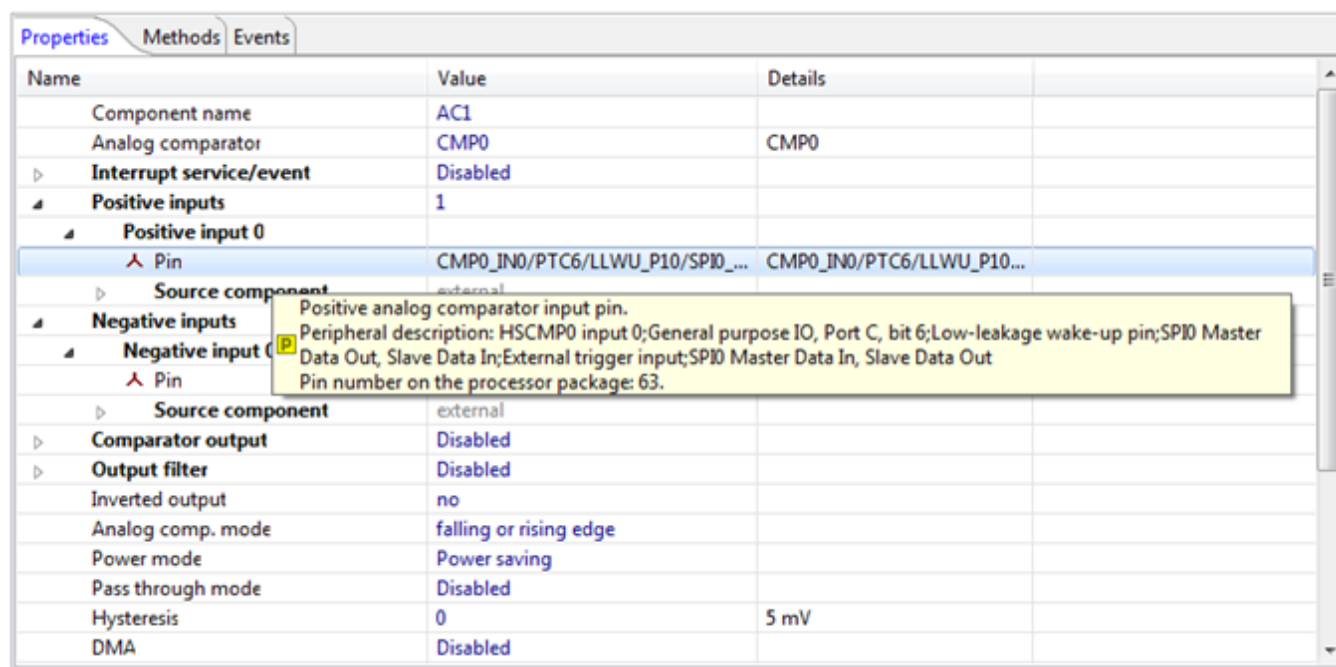 Properties Methods Events
Name Value Details
Component name AC1
Analog comparator CMP0 CMP0
Interrupt service/event Disabled
Positive inputs 1
Positive input 0
Pin CMP0_IN0/PTC6/LLWU_P10/SPI0_... CMP0_IN0/PTC6/LLWU_P10...
Source component external
Positive analog comparator input pin.
Negative inputs
P Peripheral description: HSCMP0 input 0;General purpose IO, Port C, bit 6;Low-leakage wake-up pin;SPI0 Master
Negative input
Data Out, Slave Data In;External trigger input;SPI0 Master Data In, Slave Data Out
Pin
Pin number on the processor package: 63.
Source component external
Comparator output Disabled
Output filter Disabled
Inverted output no
Analog comp. mode falling or rising edge
Power mode Power saving
Pass through mode Disabled
Hysteresis 0 5 mV
DMA Disabled